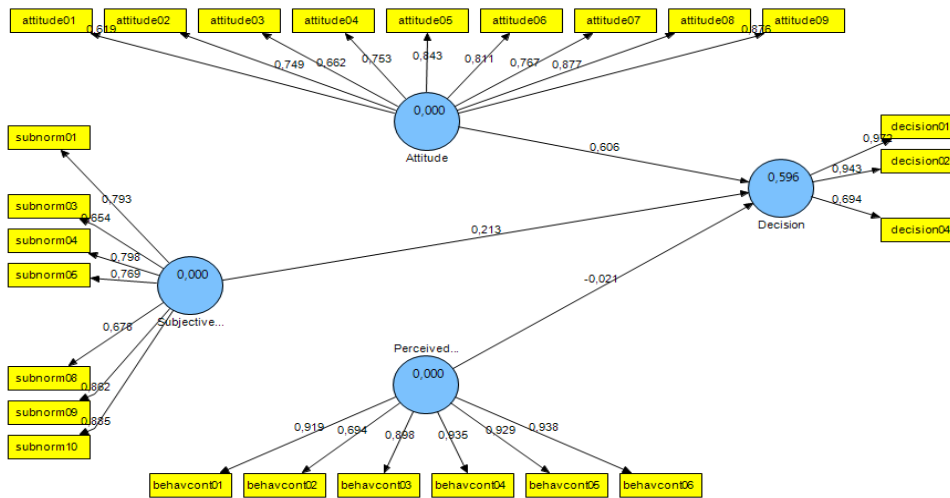 attitude01 attitude02 attitude03 attitude04 attitude05 attitude06 attitude07 attitude08 attitude09
0,619 0,749 0,662 0,753 0,843 0,811 0,767 0,877 0,876
0,000
Attitude
subnorm01
subnorm03
subnorm04
subnorm05
subnorm08
subnorm09
subnorm10
0,793
0,654
0,798
0,769
0,678
0,862
0,835
0,000
Subjective...
0,606
0,213
-0,021
0,596
Decision
0,972
0,943
0,694
decision01
decision02
decision04
Perceived...
0,000
0,919 0,694 0,898 0,935 0,929 0,938
behavcont01 behavcont02 behavcont03 behavcont04 behavcont05 behavcont06